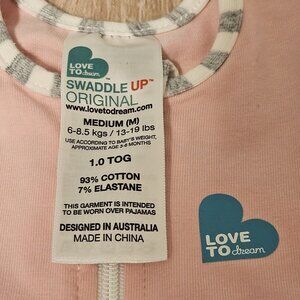 LOVE
TO dream
SWADDLE UP™
ORIGINAL
www.lovetodream.com
MEDIUM (M)
6-8.5 kgs / 13-19 lbs
USE ACCORDING TO BABY'S WEIGHT,
APPROXIMATE AGE 3-6 MONTHS
1.0 TOG
93% COTTON
7% ELASTANE
THIS GARMENT IS INTENDED
TO BE WORN OVER PAJAMAS
DESIGNED IN AUSTRALIA
MADE IN CHINA
LOVE
TO dream